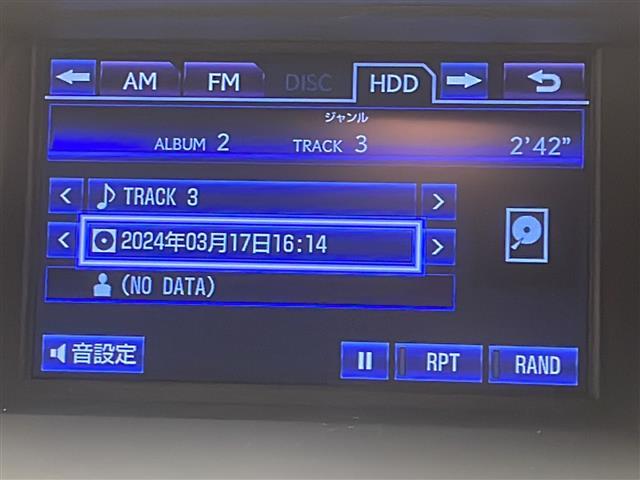 AM FM DISC HDD
ジャンル
ALBUM 2 TRACK 3 2'42"
TRACK 3
2024年03月17日16:14
(NO DATA)
音設定 RPT RAND